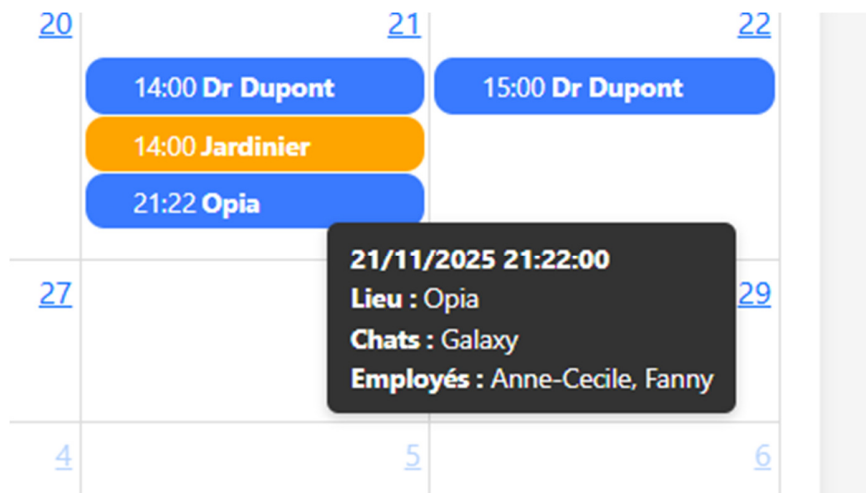 20
21
22
14:00 Dr Dupont
15:00 Dr Dupont
14:00 Jardinier
21:22 Opia
21/11/2025 21:22:00
Lieu : Opia
Chats : Galaxy
Employés : Anne-Cecile, Fanny
27
29
4
5
6